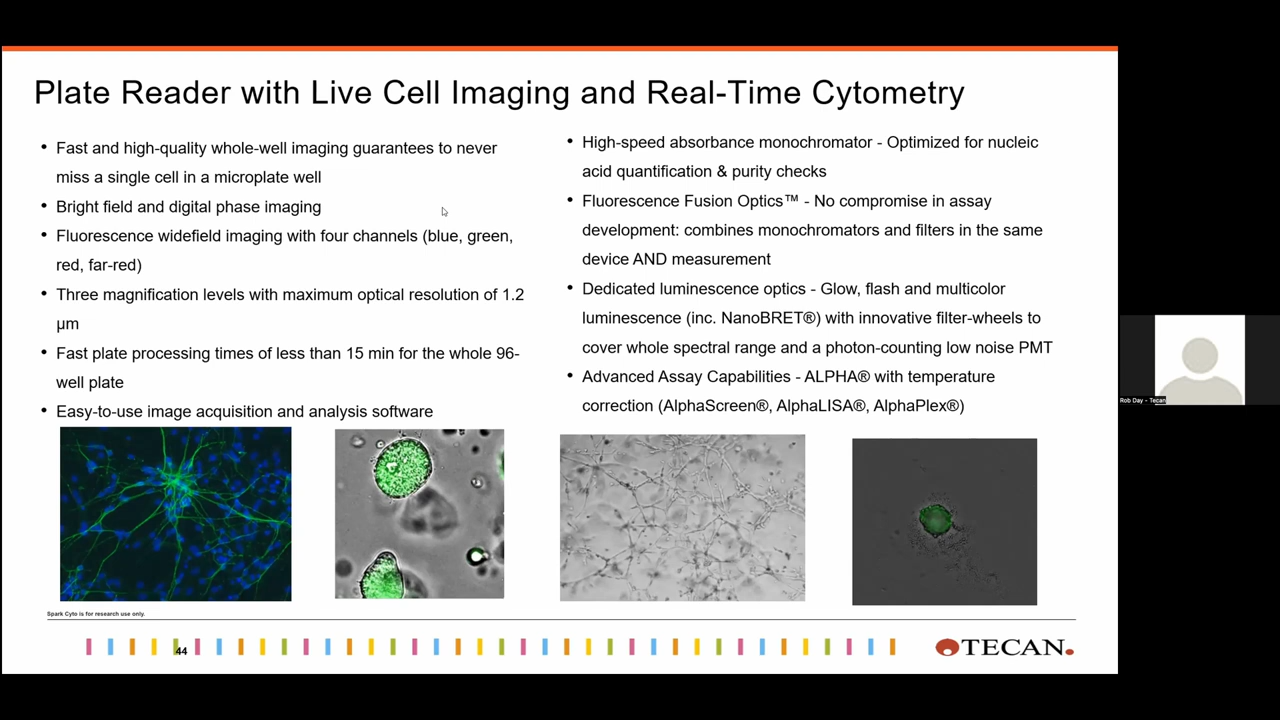 Plate Reader with Live Cell Imaging and Real-Time Cytometry
• Fast and high-quality whole-well imaging guarantees to never
miss a single cell in a microplate well
• Bright field and digital phase imaging
• Fluorescence widefield imaging with four channels (blue, green,
red, far-red)
• Three magnification levels with maximum optical resolution of 1.2
µm
• Fast plate processing times of less than 15 min for the whole 96-
well plate
• Easy-to-use image acquisition and analysis software
• High-speed absorbance monochromator - Optimized for nucleic
acid quantification & purity checks
• Fluorescence Fusion Optics™ - No compromise in assay
development: combines monochromators and filters in the same
device AND measurement
• Dedicated luminescence optics - Glow, flash and multicolor
luminescence (inc. NanoBRET®) with innovative filter-wheels to
cover whole spectral range and a photon-counting low noise PMT
• Advanced Assay Capabilities - ALPHA® with temperature
correction (AlphaScreen®, AlphaLISA®, AlphaPlex®)
Spark Cyto is for research use only.
44
TECAN.
Rob Day - Tecan